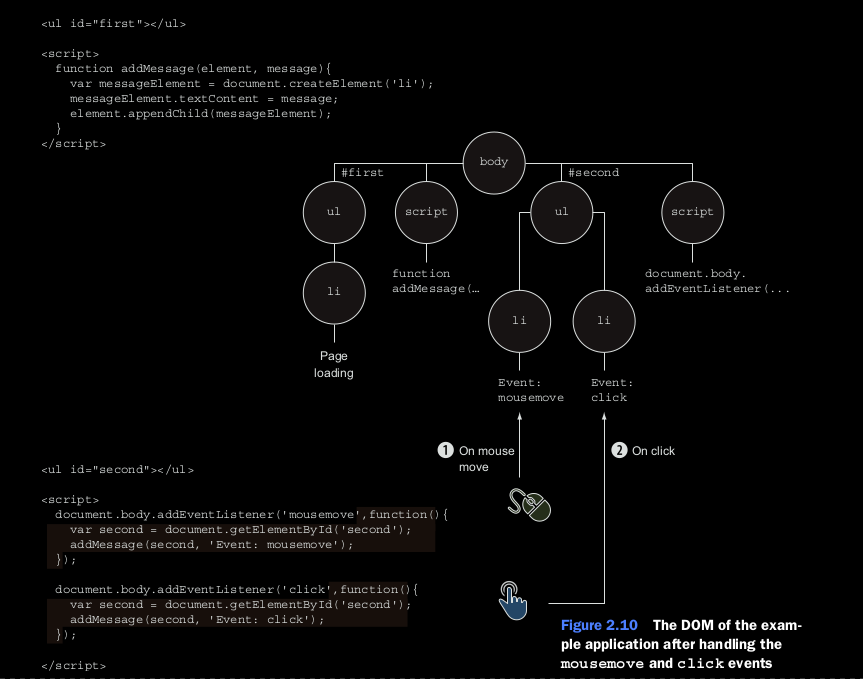 <ul id="first"></ul>
<script>
function addMessage(element, message){
var messageElement = document.createElement('li');
messageElement.textContent = message;
element.appendChild(messageElement);
}
</script>
body
#first
#second
ul
script
ul
script
function
addMessage(…
document.body.
addEventListener(...
li
li
li
Page
loading
Event:
mousemove
Event:
click
1 On mouse
move
2 On click
<ul id="second"></ul>
<script>
document.body.addEventListener('mousemove',function(){
var second = document.getElementById('second');
addMessage(second, 'Event: mousemove');
});
document.body.addEventListener('click',function(){
var second = document.getElementById('second');
addMessage(second, 'Event: click');
});
</script>
Figure 2.10 The DOM of the exam-
ple application after handling the
mousemove and click events